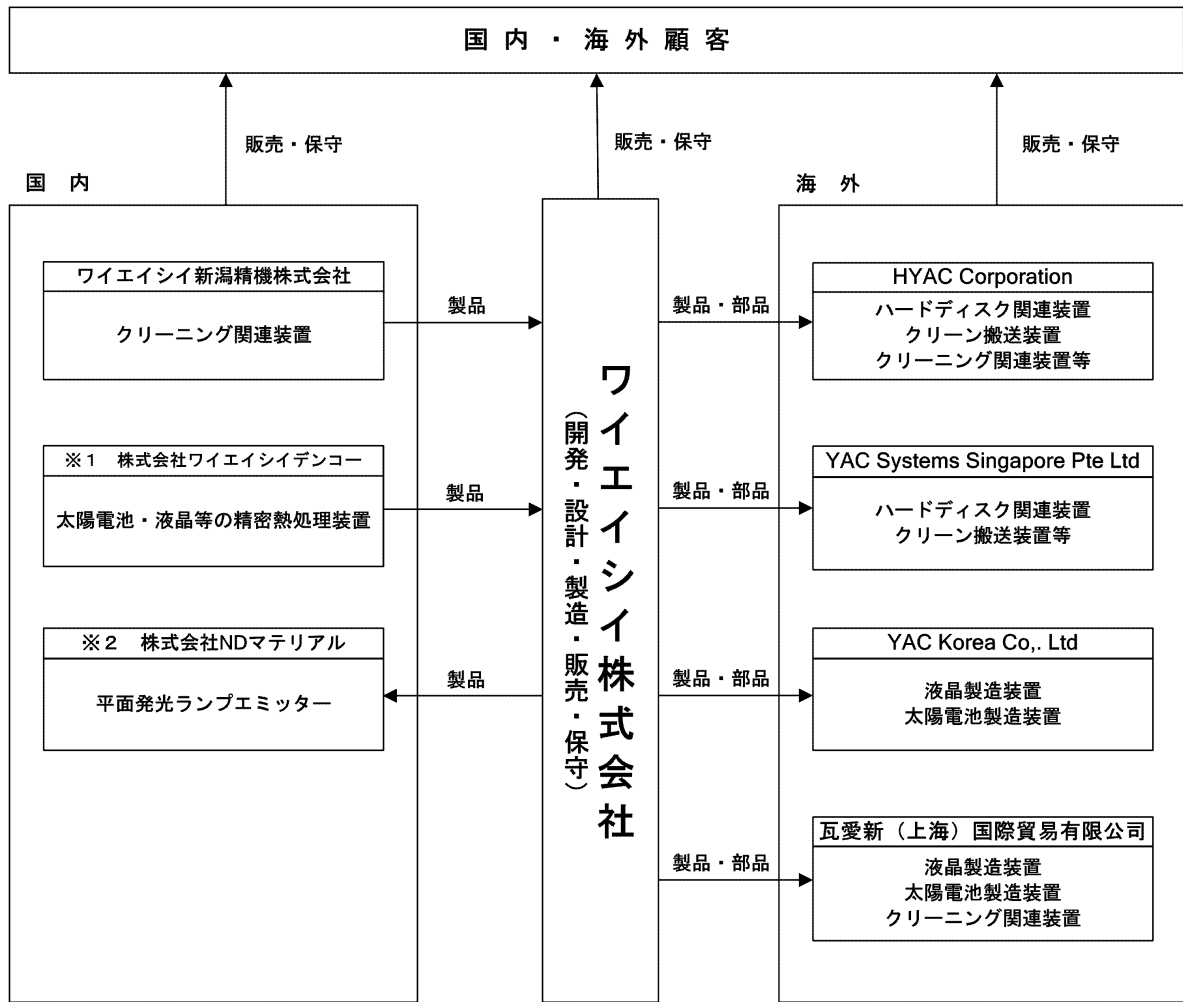 国内・海外顧客
販売・保守
販売・保守
販売・保守
国内
ワイエイシイ新潟精機株式会社
クリーニング関連装置
製品
※1 株式会社ワイエイシイデンコー
太陽電池・液晶等の精密熱処理装置
製品
※2 株式会社NDマテリアル
平面発光ランプエミッター
製品
ワイエイシイ株式会社
(開発・設計・製造・販売・保守)
海外
製品・部品
HYAC Corporation
ハードディスク関連装置
クリーン搬送装置
クリーニング関連装置等
製品・部品
YAC Systems Singapore Pte Ltd
ハードディスク関連装置
クリーン搬送装置等
製品・部品
YAC Korea Co,. Ltd
液晶製造装置
太陽電池製造装置
製品・部品
瓦愛新（上海）国際貿易有限公司
液晶製造装置
太陽電池製造装置
クリーニング関連装置